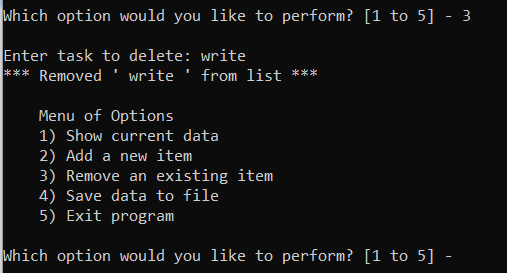 Which option would you like to perform? [1 to 5] - 3
Enter task to delete: write
*** Removed ' write ' from list ***
Menu of Options
1) Show current data
2) Add a new item
3) Remove an existing item
4) Save data to file
5) Exit program
Which option would you like to perform? [1 to 5] -